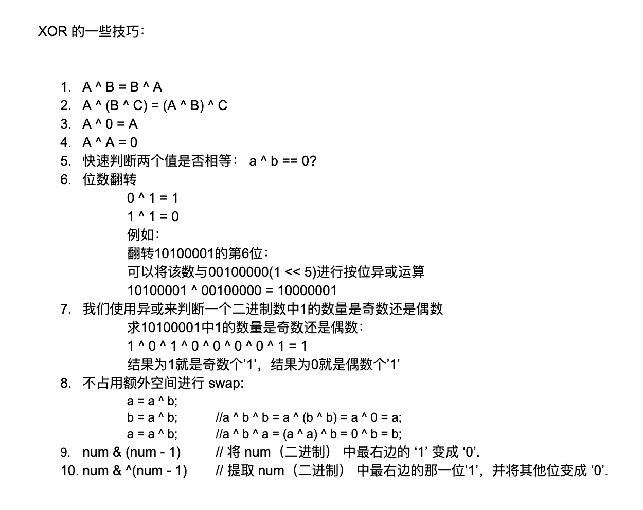 XOR 的一些技巧：
1. A ^ B = B ^ A
2. A ^ (B ^ C) = (A ^ B) ^ C
3. A ^ 0 = A
4. A ^ A = 0
5. 快速判断两个值是否相等： a ^ b == 0?
6. 位数翻转
0 ^ 1 = 1
1 ^ 1 = 0
例如：
翻转10100001的第6位：
可以将该数与00100000(1 << 5)进行按位异或运算
10100001 ^ 00100000 = 10000001
7. 我们使用异或来判断一个二进制数中1的数量是奇数还是偶数
求10100001中1的数量是奇数还是偶数：
1 ^ 0 ^ 1 ^ 0 ^ 0 ^ 0 ^ 0 ^ 1 = 1
结果为1就是奇数个'1'，结果为0就是偶数个'1'
8. 不占用额外空间进行 swap:
a = a ^ b;
b = a ^ b; //a ^ b ^ b = a ^ (b ^ b) = a ^ 0 = a;
a = a ^ b; //a ^ b ^ a = (a ^ a) ^ b = 0 ^ b = b;
9. num & (num - 1) // 将 num（二进制） 中最右边的 '1' 变成 '0'.
10. num & ^(num - 1) // 提取 num（二进制） 中最右边的那一位'1'，并将其他位变成 '0'.